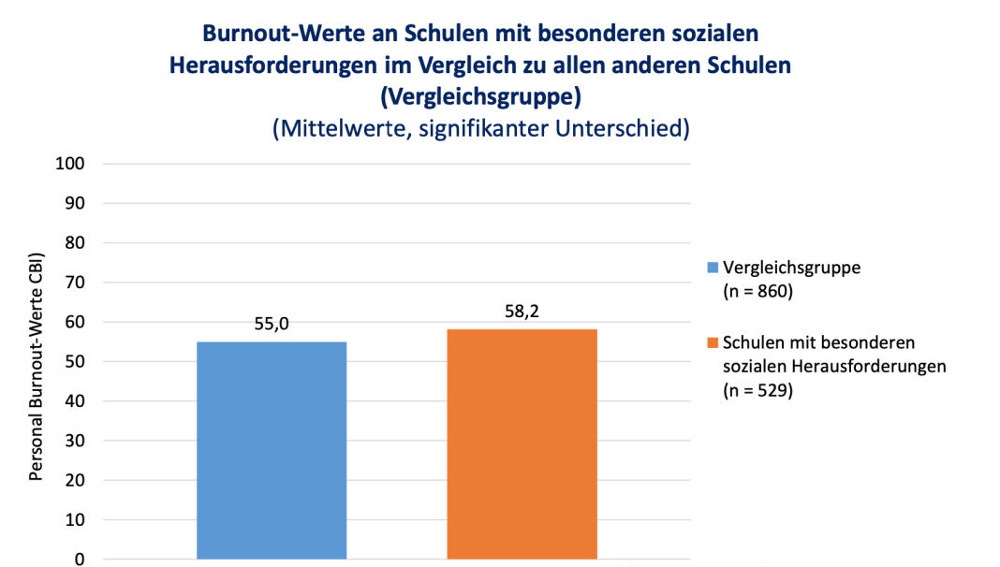 Burnout-Werte an Schulen mit besonderen sozialen
Herausforderungen im Vergleich zu allen anderen Schulen
(Vergleichsgruppe)
(Mittelwerte, signifikanter Unterschied)
Personal Burnout-Werte CBI)
100
90
80
70
60
50
40
30
20
10
0
55,0
58,2
Vergleichsgruppe
(n = 860)
Schulen mit besonderen
sozialen Herausforderungen
(n = 529)